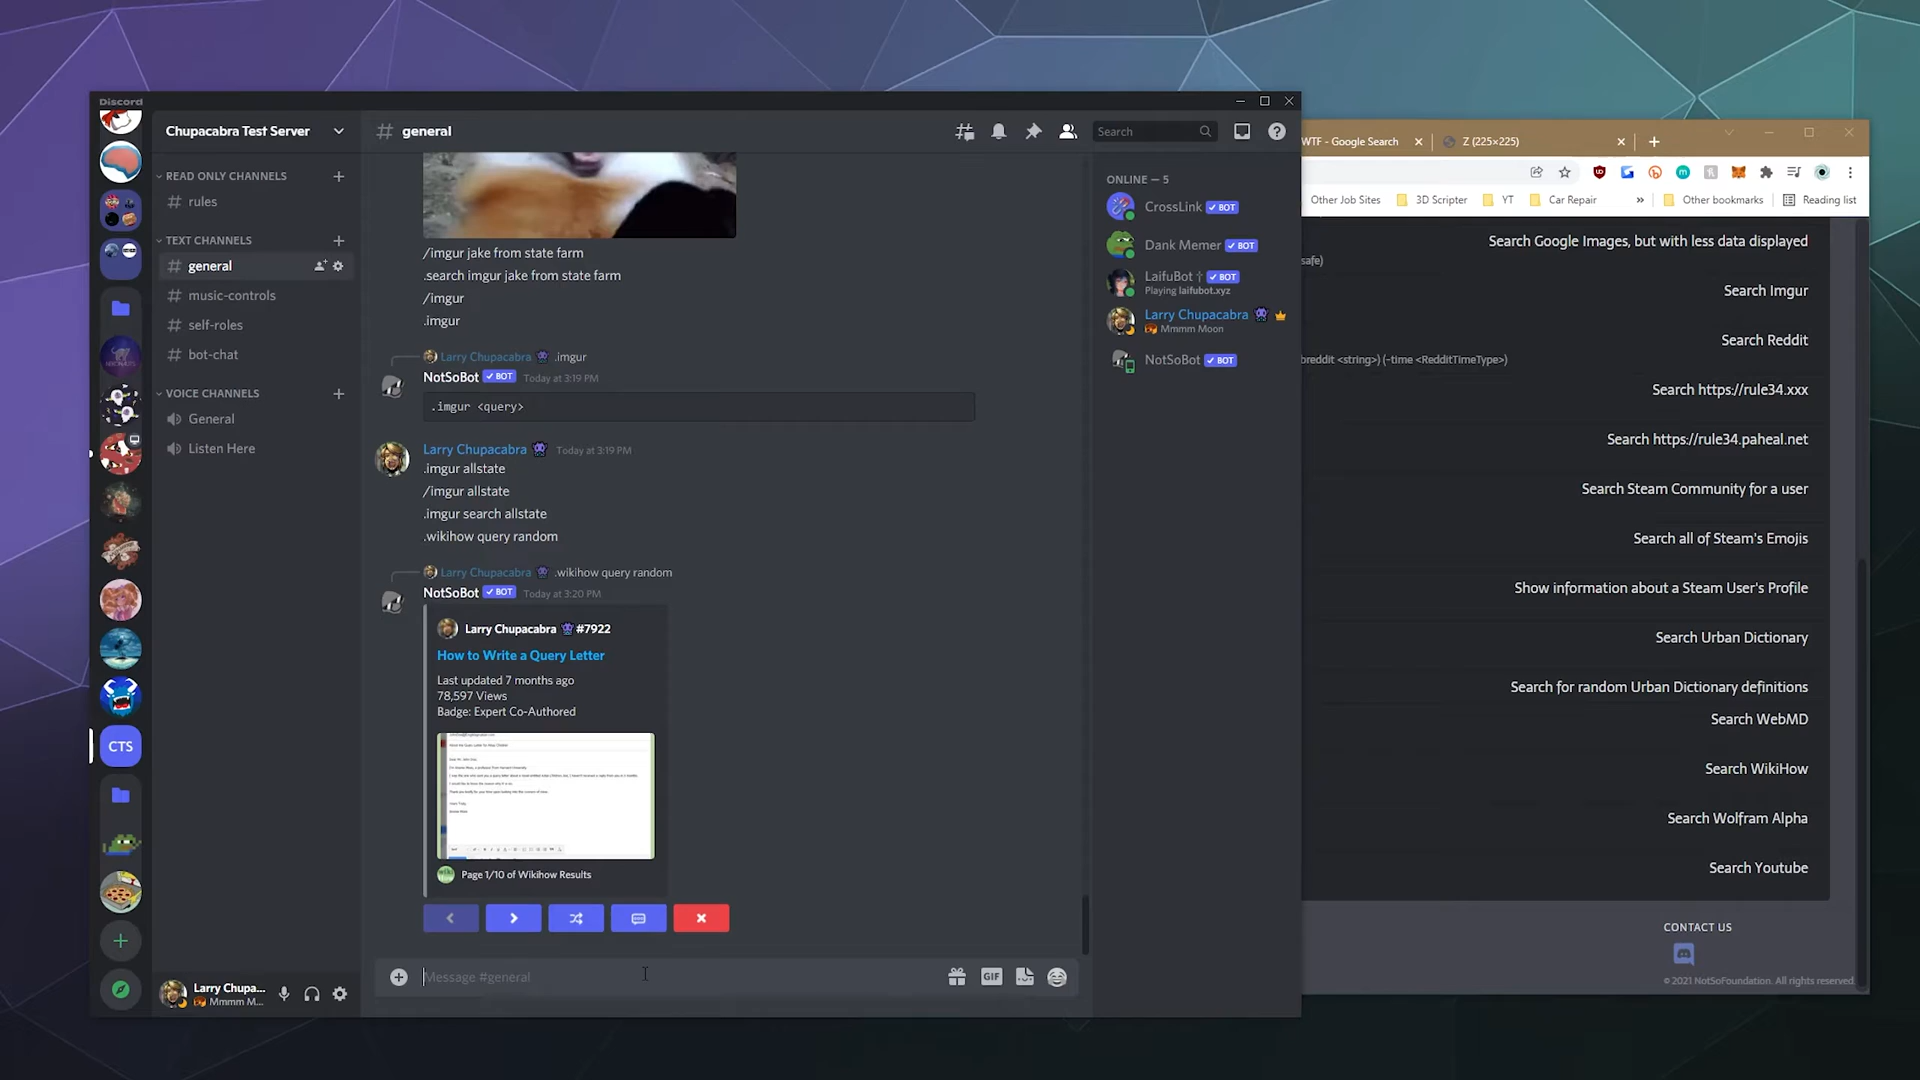 Discord
Chupacabra Test Server
general
Search
READ ONLY CHANNELS
rules
TEXT CHANNELS
general
music-controls
self-roles
bot-chat
VOICE CHANNELS
General
Listen Here
CTS
Larry Chupa...
Mmmm M...
/imgur jake from state farm
.search imgur jake from state farm
/imgur
.imgur
Larry Chupacabra .imgur
NotSoBot BOT Today at 3:19 PM
.imgur <query>
Larry Chupacabra Today at 3:19 PM
.imgur allstate
/imgur allstate
.imgur search allstate
.wikihow query random
Larry Chupacabra .wikihow query random
NotSoBot BOT Today at 3:20 PM
Larry Chupacabra #7922
How to Write a Query Letter
Last updated 7 months ago
78,597 Views
Badge: Expert Co-Authored
Page 1/10 of Wikihow Results
Message #general
GIF
ONLINE — 5
CrossLink BOT
Dank Memer BOT
LaifuBot † BOT
Playing laifubot.xyz
Larry Chupacabra
Mmmm Moon
NotSoBot BOT
WTF - Google Search
Z (225×225)
Other Job Sites
3D Scripter
YT
Car Repair
»
Other bookmarks
Reading list
Search Google Images, but with less data displayed
safe)
Search Imgur
Search Reddit
breddit <string>) (-time <RedditTimeType>)
Search https://rule34.xxx
Search https://rule34.paheal.net
Search Steam Community for a user
Search all of Steam's Emojis
Show information about a Steam User's Profile
Search Urban Dictionary
Search for random Urban Dictionary definitions
Search WebMD
Search WikiHow
Search Wolfram Alpha
Search Youtube
CONTACT US
© 2021 NotSoFoundation. All rights reserved.